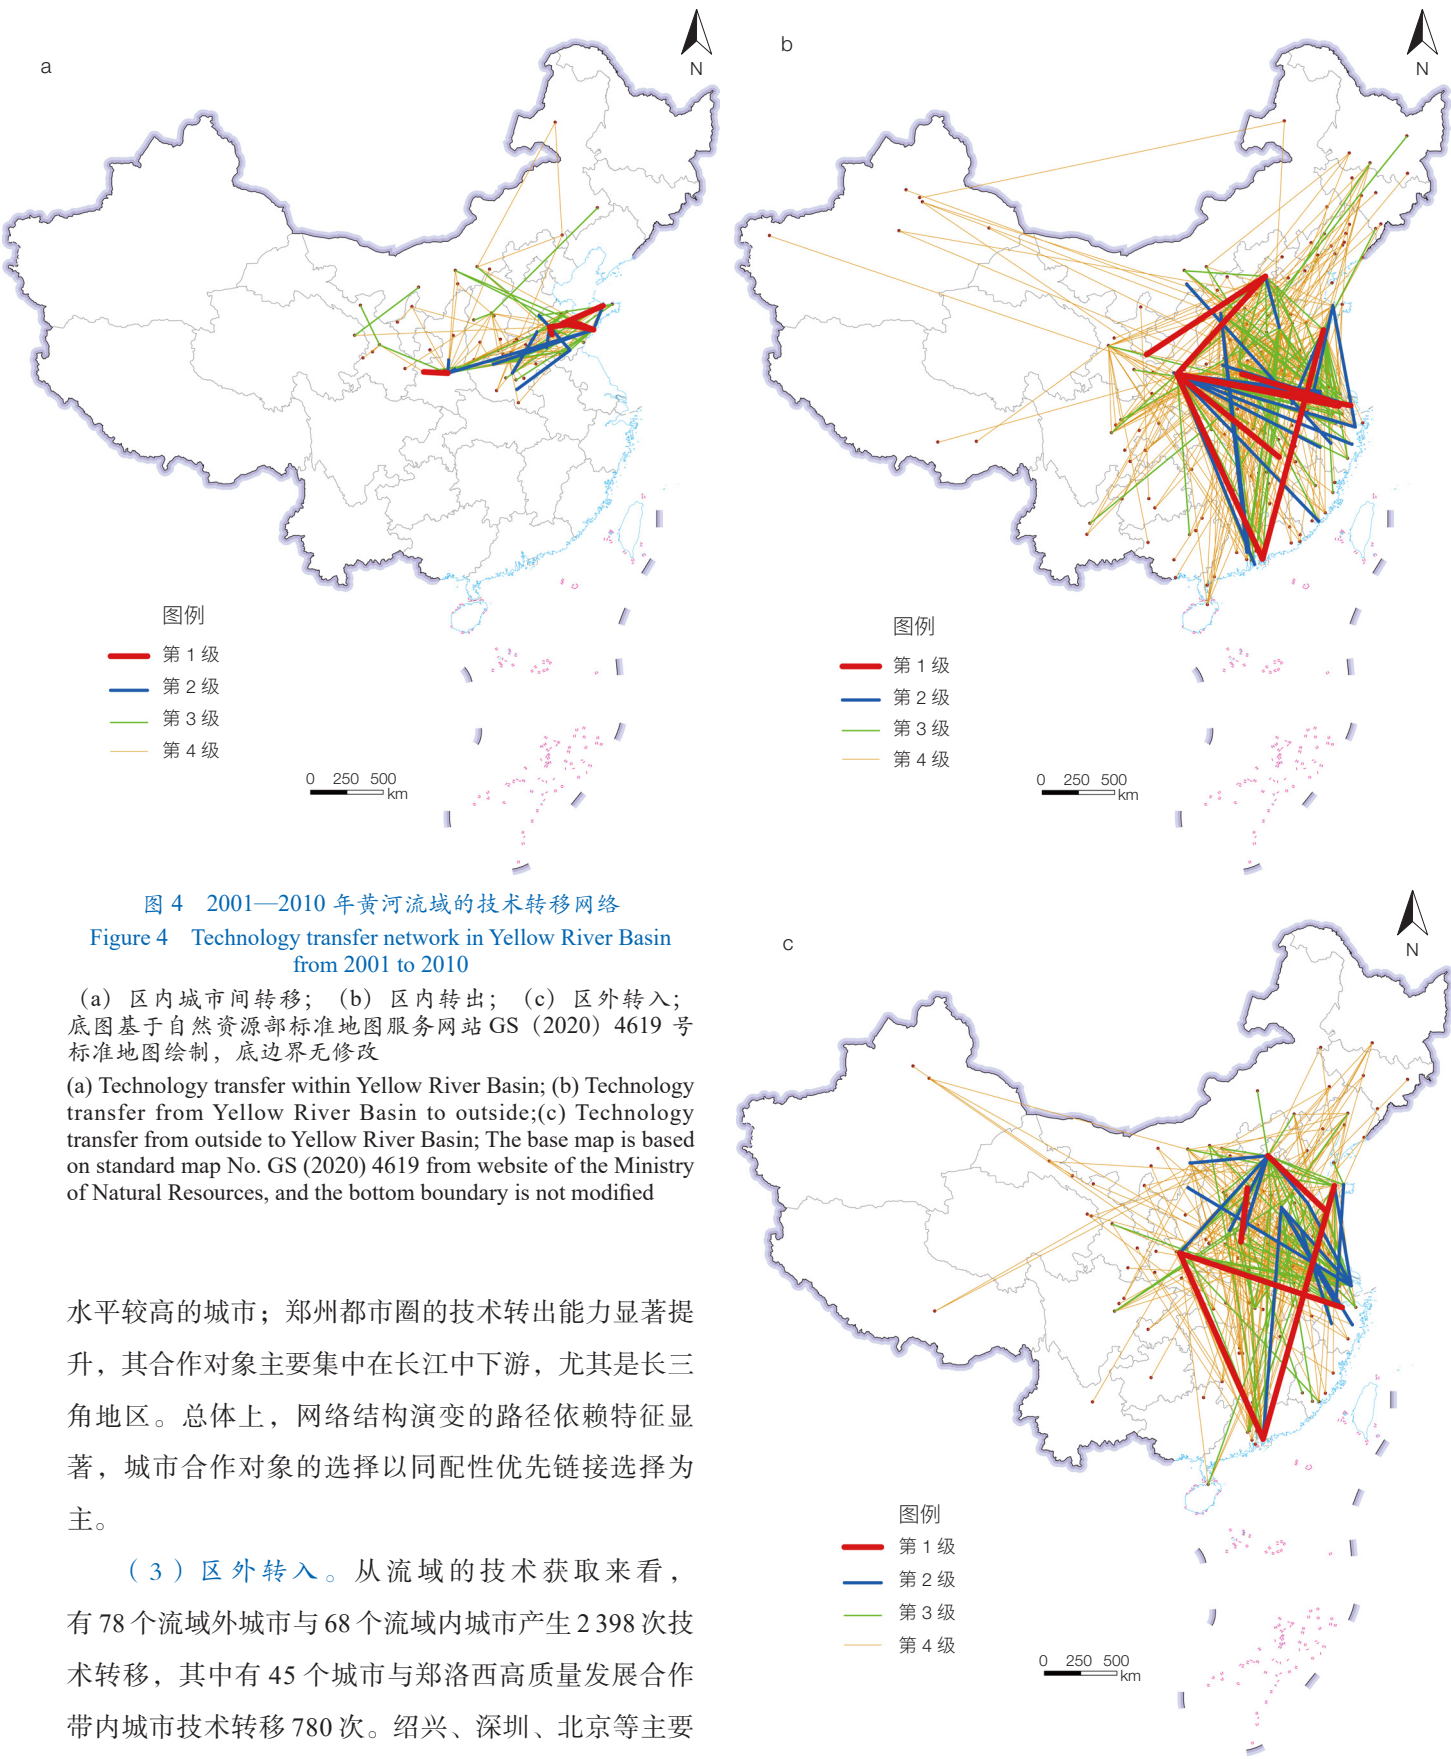 a
N
图例
第 1 级
第 2 级
第 3 级
第 4 级
0 250 500
km
b
N
图例
第 1 级
第 2 级
第 3 级
第 4 级
0 250 500
km
图 4 2001—2010 年黄河流域的技术转移网络
Figure 4 Technology transfer network in Yellow River Basin
from 2001 to 2010
（a）区内城市间转移；（b）区内转出；（c）区外转入；
底图基于自然资源部标准地图服务网站 GS（2020）4619 号
标准地图绘制，底边界无修改
(a) Technology transfer within Yellow River Basin; (b) Technology
transfer from Yellow River Basin to outside;(c) Technology
transfer from outside to Yellow River Basin; The base map is based
on standard map No. GS (2020) 4619 from website of the Ministry
of Natural Resources, and the bottom boundary is not modified
水平较高的城市；郑州都市圈的技术转出能力显著提
升，其合作对象主要集中在长江中下游，尤其是长三
角地区。总体上，网络结构演变的路径依赖特征显
著，城市合作对象的选择以同配性优先链接选择为
主。
（3）区外转入。从流域的技术获取来看，
有 78 个流域外城市与 68 个流域内城市产生 2 398 次技
术转移，其中有 45 个城市与郑洛西高质量发展合作
带内城市技术转移 780 次。绍兴、深圳、北京等主要
c
N
图例
第 1 级
第 2 级
第 3 级
第 4 级
0 250 500
km